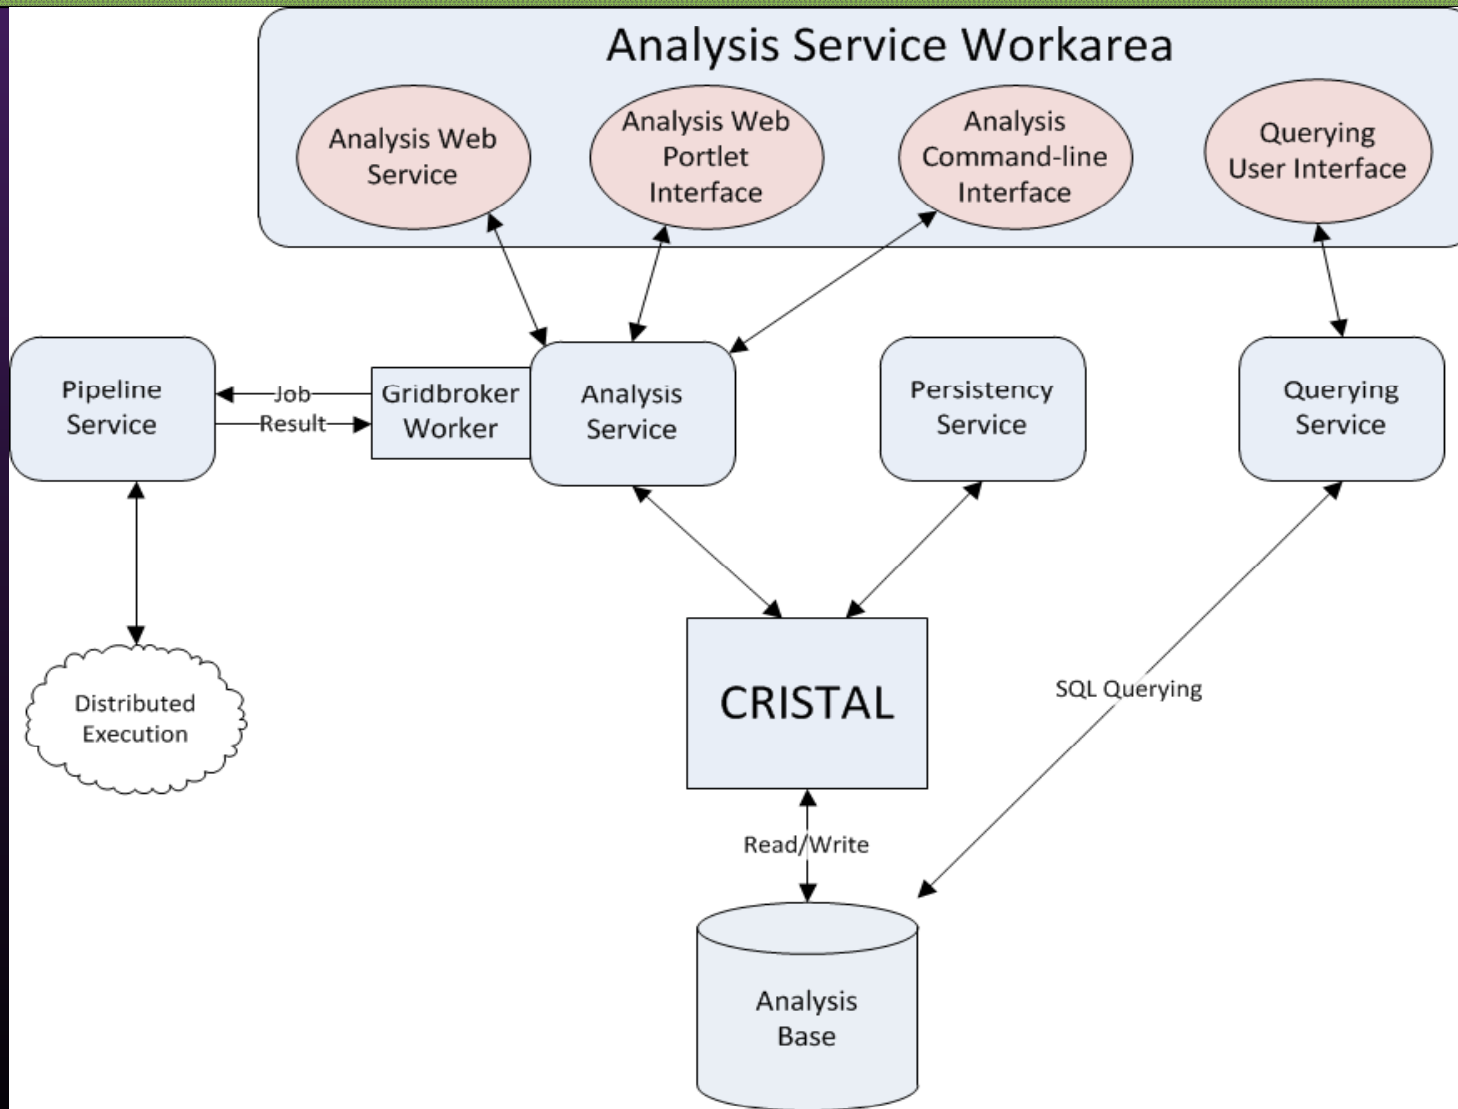 Analysis Service Workarea
Analysis Web
Service
Analysis Web
Portlet
Interface
Analysis
Command-line
Interface
Querying
User Interface
Pipeline
Service
Job
Result
Gridbroker
Worker
Analysis
Service
Persistency
Service
Querying
Service
Distributed
Execution
CRISTAL
SQL Querying
Read/Write
Analysis
Base